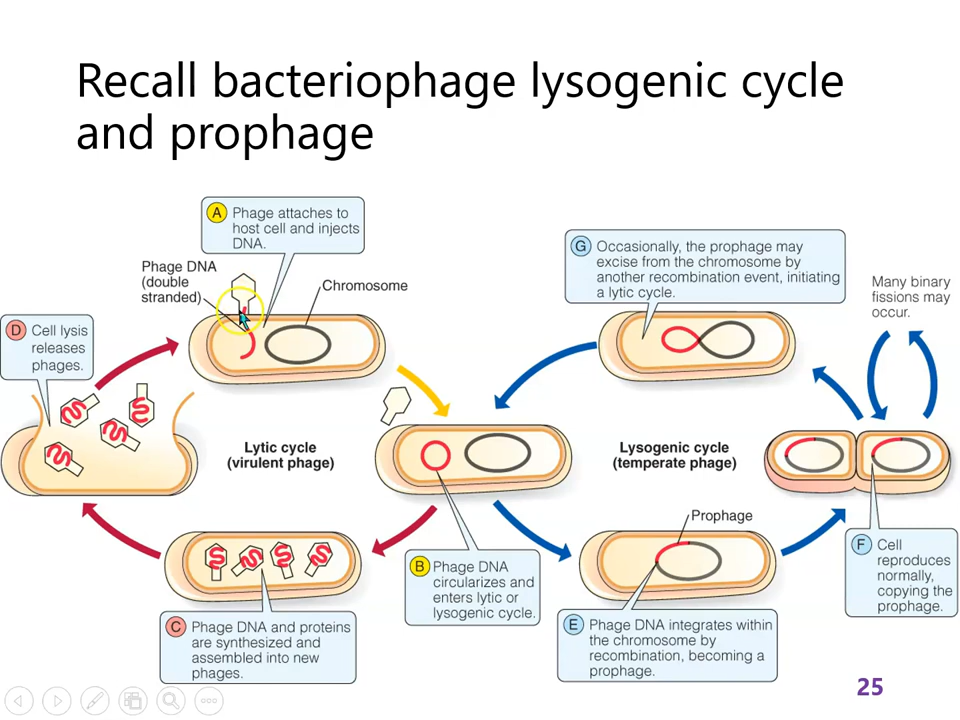 Recall bacteriophage lysogenic cycle
and prophage
A Phage attaches to
host cell and injects
DNA.
Phage DNA
(double
stranded)
Chromosome
G Occasionally, the prophage may
excise from the chromosome by
another recombination event, initiating
a lytic cycle.
Many binary
fissions may
occur.
D Cell lysis
releases
phages.
Lytic cycle
(virulent phage)
Lysogenic cycle
(temperate phage)
Prophage
B Phage DNA
circularizes and
enters lytic or
lysogenic cycle.
F Cell
reproduces
normally,
copying the
prophage.
C Phage DNA and proteins
are synthesized and
assembled into new
phages.
E Phage DNA integrates within
the chromosome by
recombination, becoming a
prophage.
25